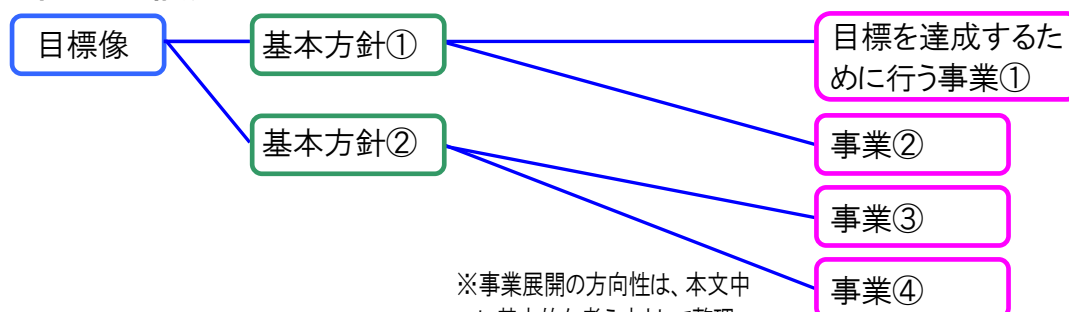 目標像
基本方針①
目標を達成するた
めに行う事業①
基本方針②
事業②
事業③
事業④
※事業展開の方向性は、本文中